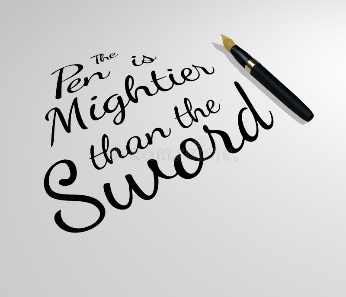 The
Pen is
Mightier
than the
Sword